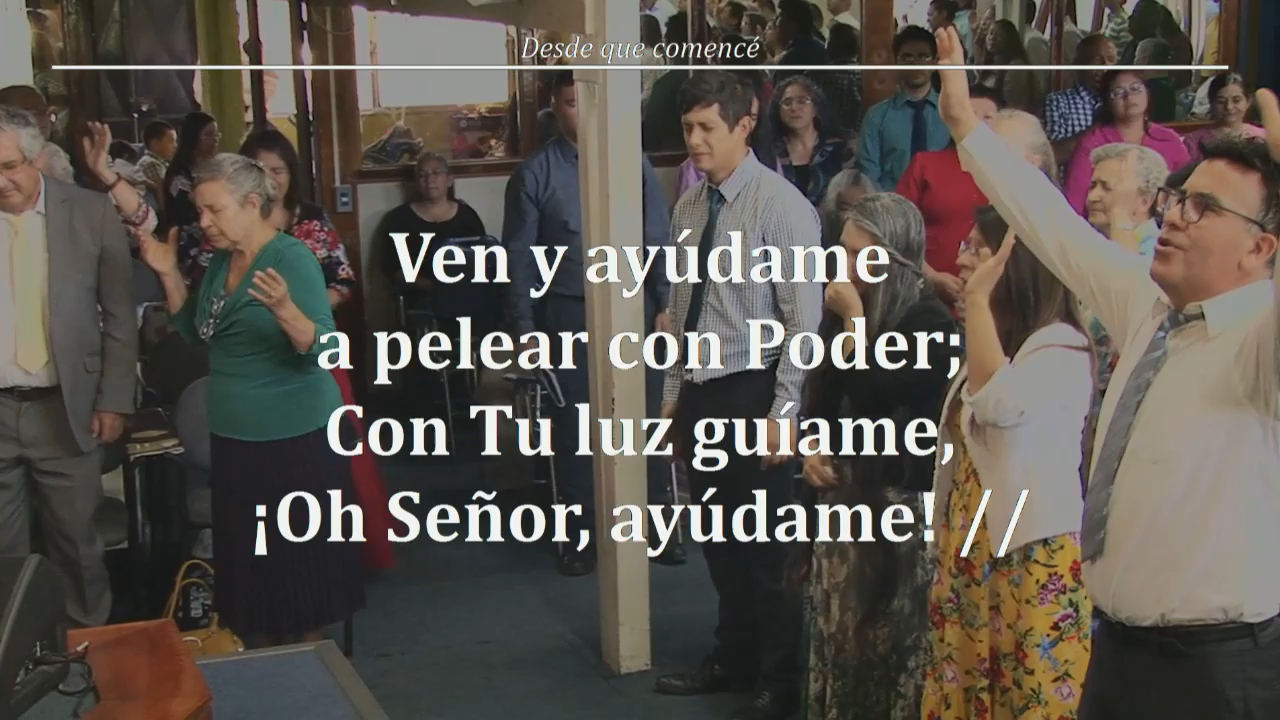 Desde que comencé
Ven y ayúdame
a pelear con Poder;
Con Tu luz guíame,
¡Oh Señor, ayúdame! //